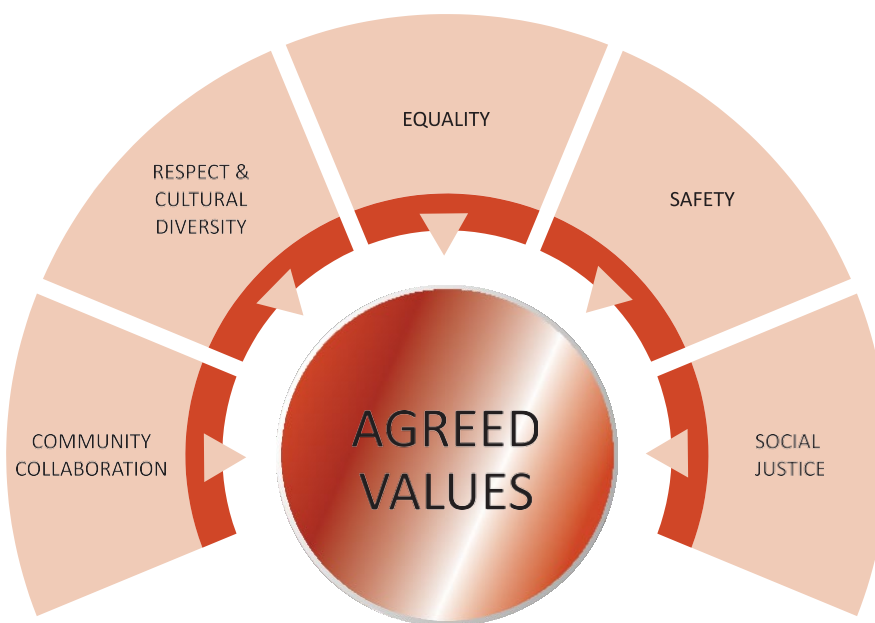 EQUALITY
RESPECT &
CULTURAL
DIVERSITY
SAFETY
COMMUNITY
COLLABORATION
AGREED
VALUES
SOCIAL
JUSTICE